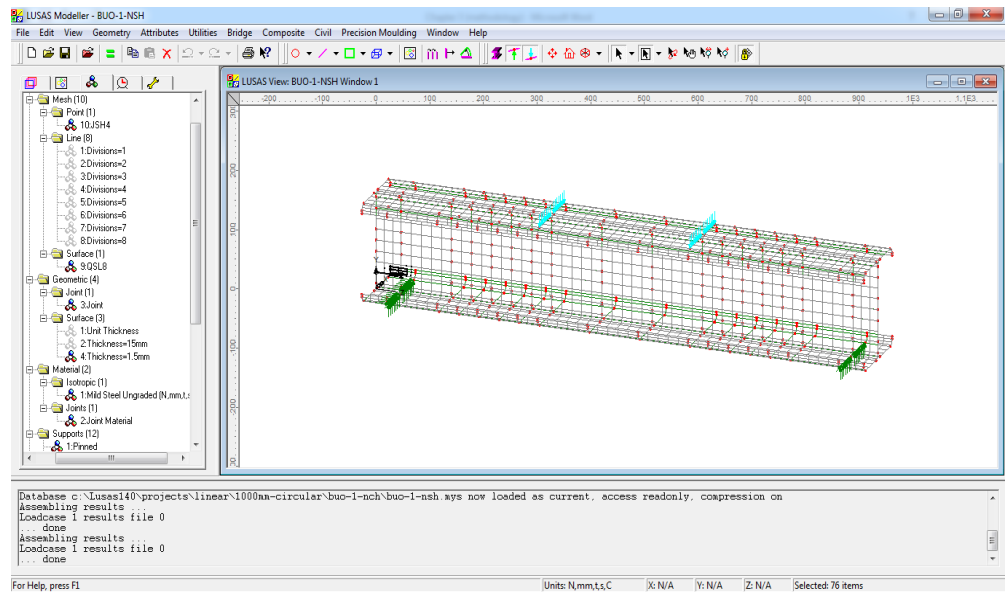 LUSAS Modeller - BUO-1-NSH
File Edit View Geometry Attributes Utilities Bridge Composite Civil Precision Moulding Window Help
LUSAS View: BUO-1-NSH Window 1
-200 -100 0 100 200 300 400 500 600 700 800 900 1E3 1.1E3
300
200
100
0
-100
-200
Mesh (10)
Point (1)
10:JSH4
Line (8)
1:Divisions=1
2:Divisions=2
3:Divisions=3
4:Divisions=4
5:Divisions=5
6:Divisions=6
7:Divisions=7
8:Divisions=8
Surface (1)
9:QSL8
Geometric (4)
Joint (1)
3:Joint
Surface (3)
1:Unit Thickness
2:Thickness=15mm
4:Thickness=1.5mm
Material (2)
Isotropic (1)
1:Mild Steel Ungraded (N,mm,t,s
Joints (1)
2:Joint Material
Supports (12)
1:Pinned
Database c:\Lusas140\projects\linear\1000mm-circular\buo-1-nch\buo-1-nsh.mys now loaded as current, access readonly, compression on
Assembling results ...
Loadcase 1 results file 0
... done
Assembling results ...
Loadcase 1 results file 0
... done
For Help, press F1 Units: N,mm,t,s,C X: N/A Y: N/A Z: N/A Selected: 76 items